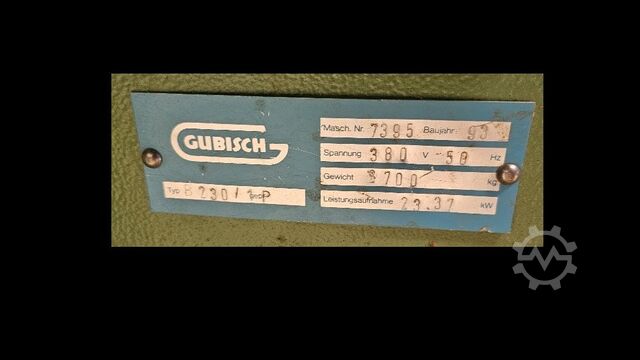 GUBISCH
Masch. Nr. 7395 Baujahr 93
Spannung 380 V 50 Hz
Gewicht 700 kg
Leistungsaufnahme 23.37 kW
Typ B 230/1 P